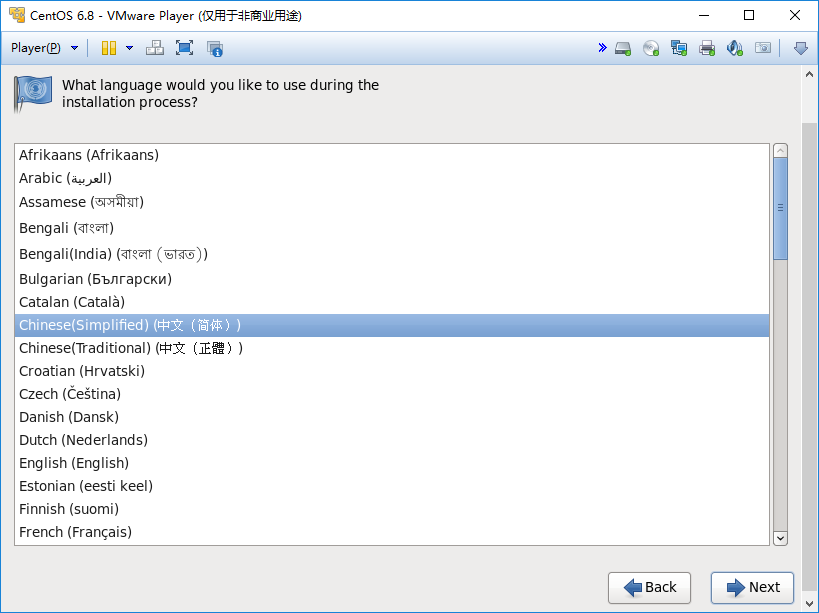 CentOS 6.8 - VMware Player (仅用于非商业用途)
Player(P)
What language would you like to use during the
installation process?
Afrikaans (Afrikaans)
Arabic (العربية)
Assamese (অসমীয়া)
Bengali (বাংলা)
Bengali(India) (বাংলা (ভারত))
Bulgarian (Български)
Catalan (Català)
Chinese(Simplified) (中文（简体）)
Chinese(Traditional) (中文（正體）)
Croatian (Hrvatski)
Czech (Čeština)
Danish (Dansk)
Dutch (Nederlands)
English (English)
Estonian (eesti keel)
Finnish (suomi)
French (Français)
Back Next